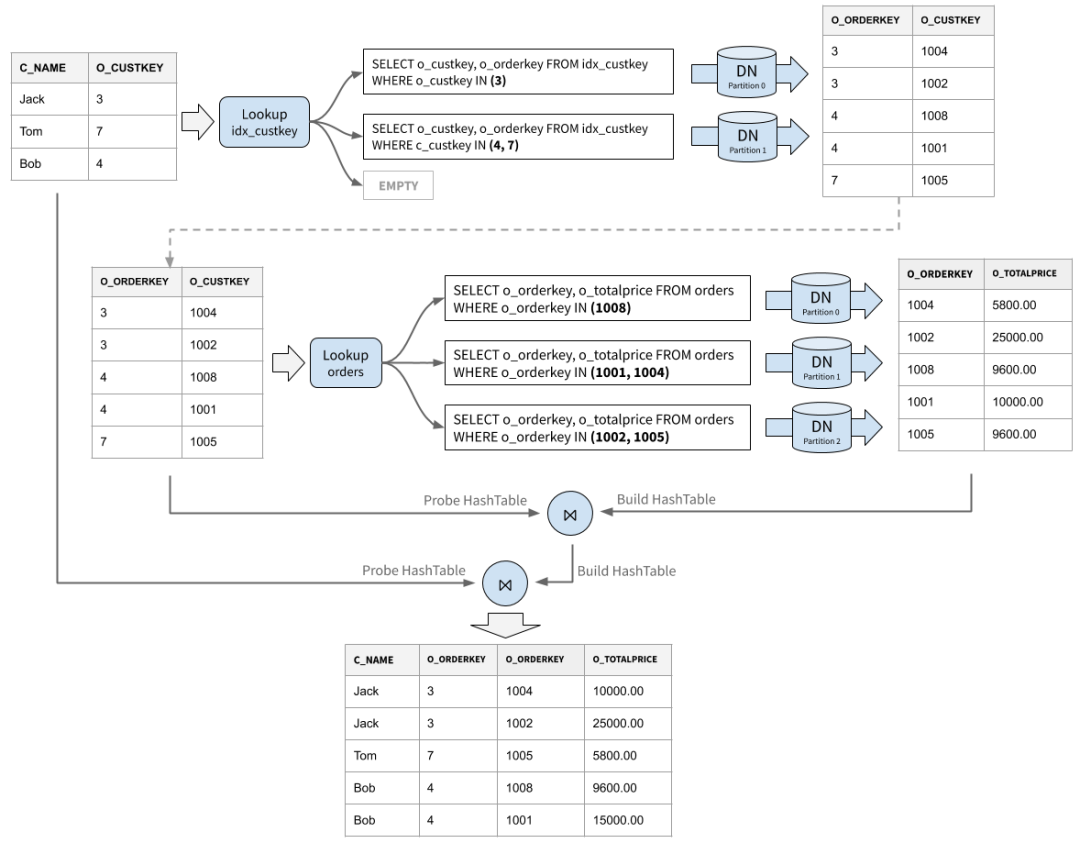 C_NAME O_CUSTKEY
Jack 3
Tom 7
Bob 4
Lookup
idx_custkey
SELECT o_custkey, o_orderkey FROM idx_custkey
WHERE o_custkey IN (3)
SELECT o_custkey, o_orderkey FROM idx_custkey
WHERE c_custkey IN (4, 7)
EMPTY
DN
Partition 0
DN
Partition 1
O_ORDERKEY O_CUSTKEY
3 1004
3 1002
4 1008
4 1001
7 1005
O_ORDERKEY O_CUSTKEY
3 1004
3 1002
4 1008
4 1001
7 1005
Lookup
orders
SELECT o_orderkey, o_totalprice FROM orders
WHERE o_orderkey IN (1008)
SELECT o_orderkey, o_totalprice FROM orders
WHERE o_orderkey IN (1001, 1004)
SELECT o_orderkey, o_totalprice FROM orders
WHERE o_orderkey IN (1002, 1005)
DN
Partition 0
DN
Partition 1
DN
Partition 2
O_ORDERKEY O_TOTALPRICE
1004 5800.00
1002 25000.00
1008 9600.00
1001 10000.00
1005 9600.00
Probe HashTable
⋈
Build HashTable
Probe HashTable
⋈
Build HashTable
C_NAME O_ORDERKEY O_ORDERKEY O_TOTALPRICE
Jack 3 1004 10000.00
Jack 3 1002 25000.00
Tom 7 1005 5800.00
Bob 4 1008 9600.00
Bob 4 1001 15000.00